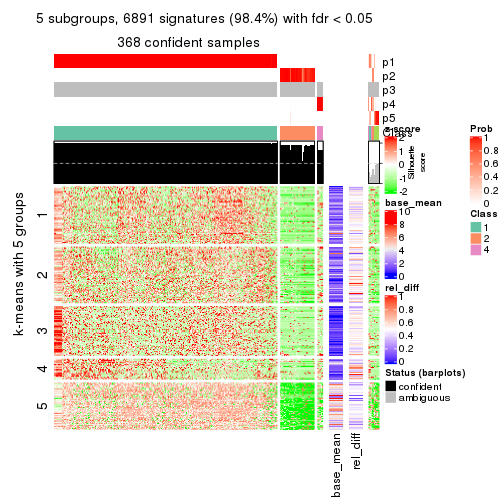 5 subgroups, 6891 signatures (98.4%) with fdr < 0.05
368 confident samples
p1
p2
p3
p4
p5
Class
Silhouette
score
k-means with 5 groups
1
2
3
4
5
base_mean
rel_diff
z-score
2
1
0
-1
-2
base_mean
10
8
6
4
2
0
rel_diff
1
0.8
0.6
0.4
0.2
0
Status (barplots)
confident
ambiguous
Prob
1
0.8
0.6
0.4
0.2
0
Class
1
2
4